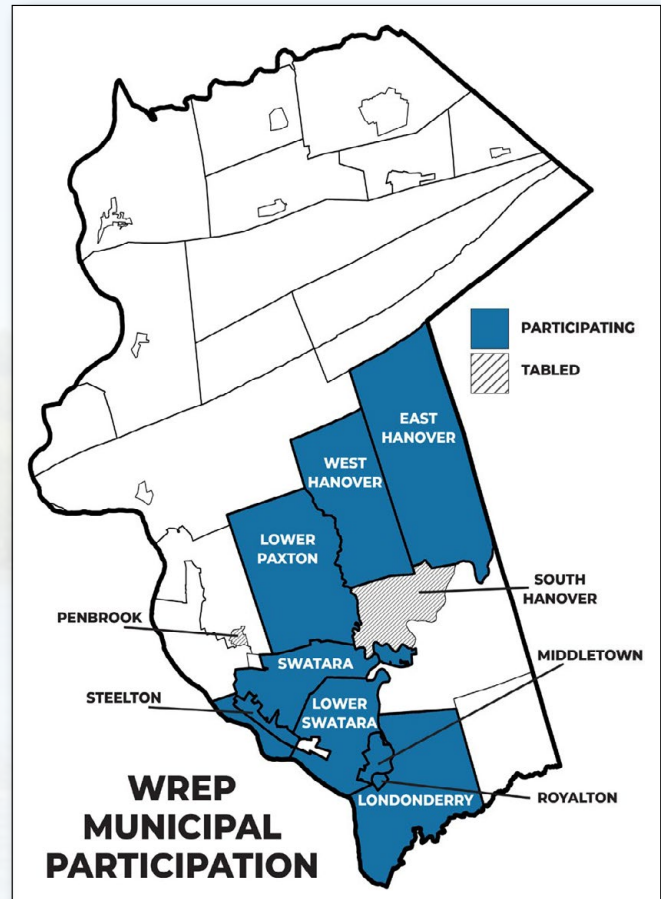 PARTICIPATING
TABLED
EAST
HANOVER
WEST
HANOVER
LOWER
PAXTON
SOUTH
HANOVER
PENBROOK
MIDDLETOWN
SWATARA
STEELTON
LOWER
SWATARA
LONDONDERRY
ROYALTON
WREP
MUNICIPAL
PARTICIPATION